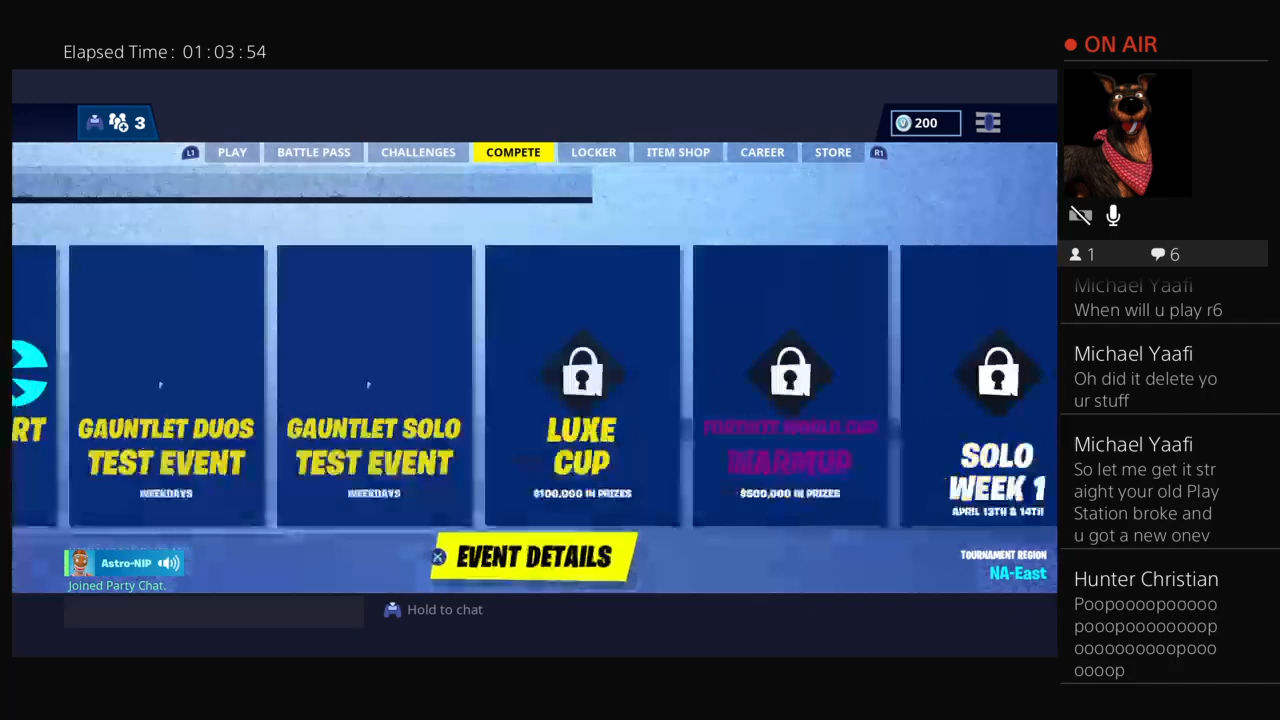 Elapsed Time: 01:03:54
ON AIR
3
200
L1 PLAY BATTLE PASS CHALLENGES COMPETE LOCKER ITEM SHOP CAREER STORE R1
1 6
Michael Yaafi
When will u play r6
Michael Yaafi
Oh did it delete yo
ur stuff
Michael Yaafi
So let me get it str
aight your old Play
Station broke and
u got a new onev
Hunter Christian
Poopoooopooooo
pooopoooooooop
oooooooooopooo
ooooop
RT
GAUNTLET DUOS
TEST EVENT
WEEKDAYS
GAUNTLET SOLO
TEST EVENT
WEEKDAYS
LUXE
CUP
$100,000 IN PRIZES
FORTNITE WORLD CUP
WARMUP
$500,000 IN PRIZES
SOLO
WEEK 1
APRIL 13TH & 14TH
EVENT DETAILS
TOURNAMENT REGION
NA-East
Astro-NIP
Joined Party Chat.
Hold to chat